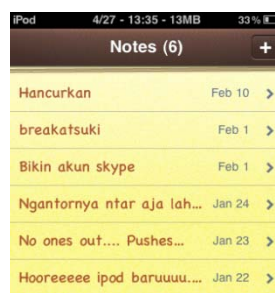 iPod 4/27 - 13:35 - 13MB 33%
Notes (6) +
Hancurkan Feb 10
breakatsuki Feb 1
Bikin akun skype Feb 1
Ngantornya ntar aja lah... Jan 24
No ones out.... Pushes... Jan 23
Hooreeeee ipod baruuuu.... Jan 22